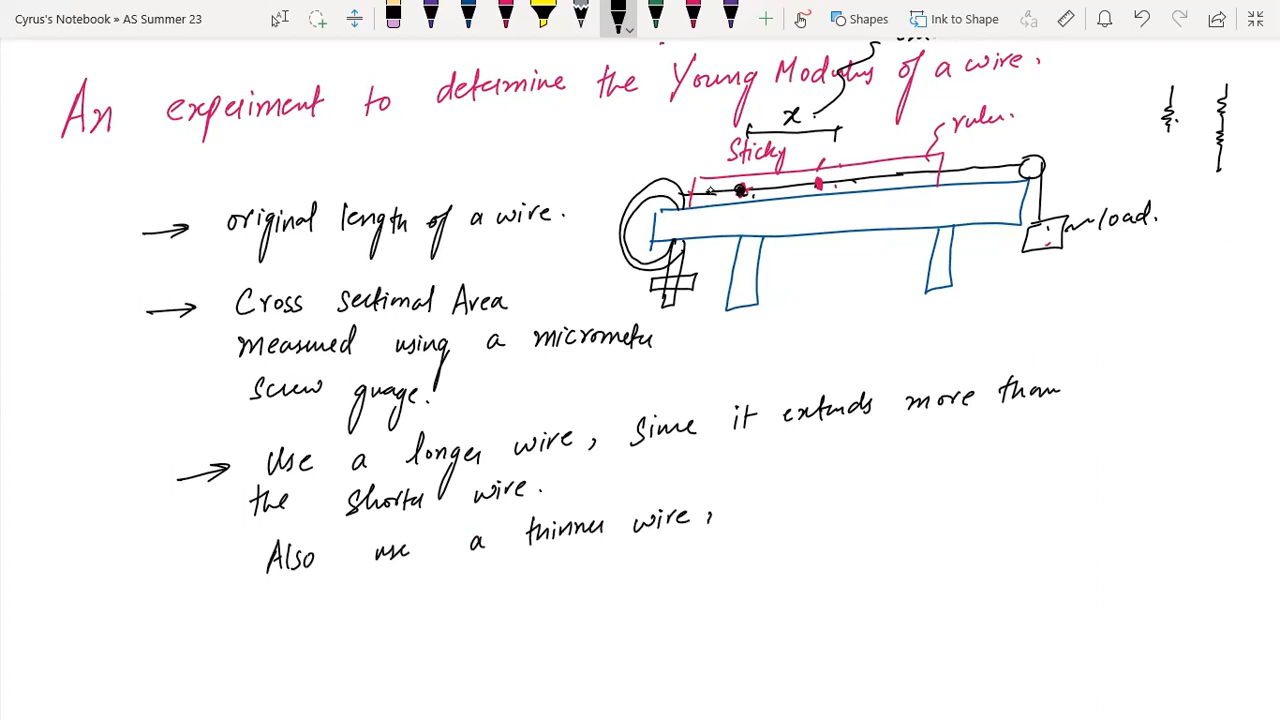 Cyrus's Notebook » AS Summer 23
Shapes
Ink to Shape
An experiment to determine the Young Modulus of a wire.
x
ruler.
Sticky
→ original length of a wire.
load.
→ Cross sectional Area
measured using a micrometer
screw guage.
→ Use a longer wire, since it extends more than
the shorter wire.
Also use a thinner wire,